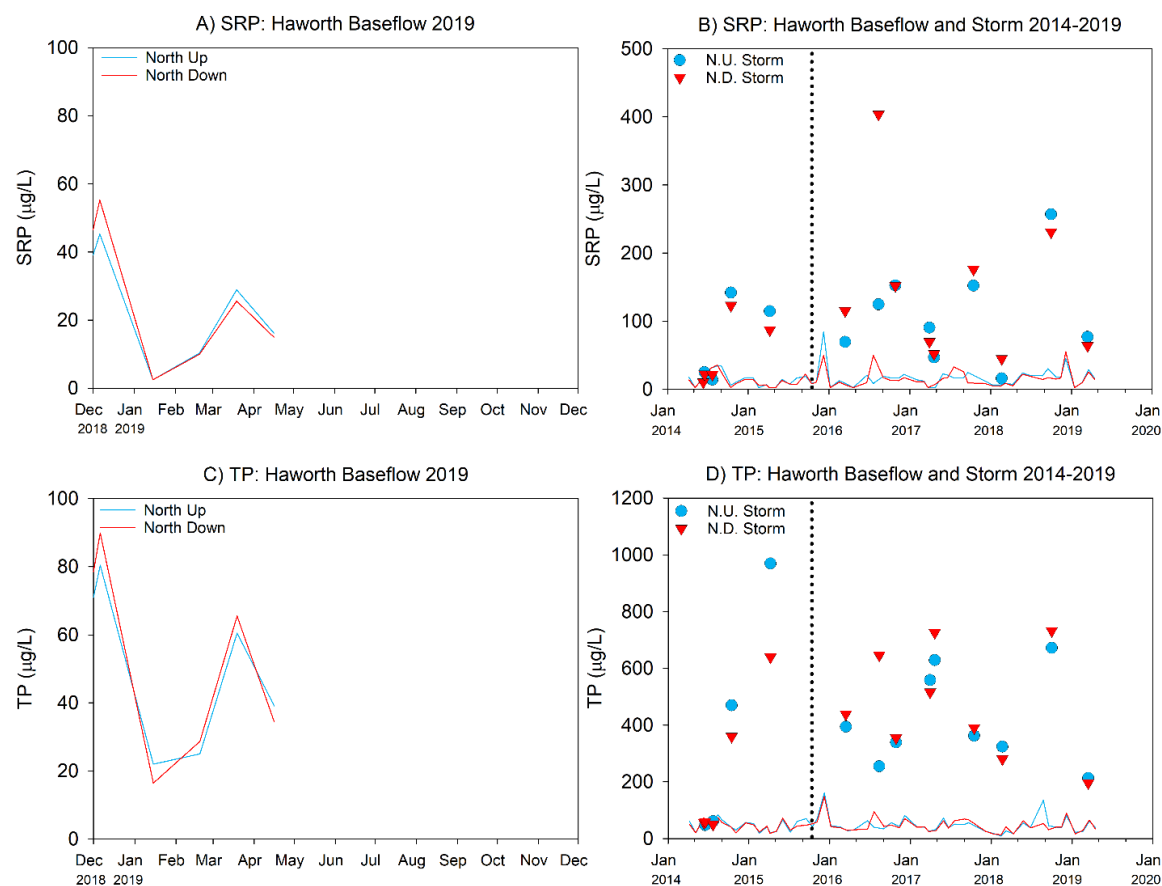 A) SRP: Haworth Baseflow 2019
North Up
North Down
SRP (µg/L)
100
80
60
40
20
0
Dec Jan Feb Mar Apr May Jun Jul Aug Sep Oct Nov Dec
2018 2019
B) SRP: Haworth Baseflow and Storm 2014-2019
N.U. Storm
N.D. Storm
SRP (µg/L)
500
400
300
200
100
0
Jan Jan Jan Jan Jan Jan Jan
2014 2015 2016 2017 2018 2019 2020
C) TP: Haworth Baseflow 2019
North Up
North Down
TP (µg/L)
100
80
60
40
20
0
Dec Jan Feb Mar Apr May Jun Jul Aug Sep Oct Nov Dec
2018 2019
D) TP: Haworth Baseflow and Storm 2014-2019
N.U. Storm
N.D. Storm
TP (µg/L)
1200
1000
800
600
400
200
0
Jan Jan Jan Jan Jan Jan Jan
2014 2015 2016 2017 2018 2019 2020